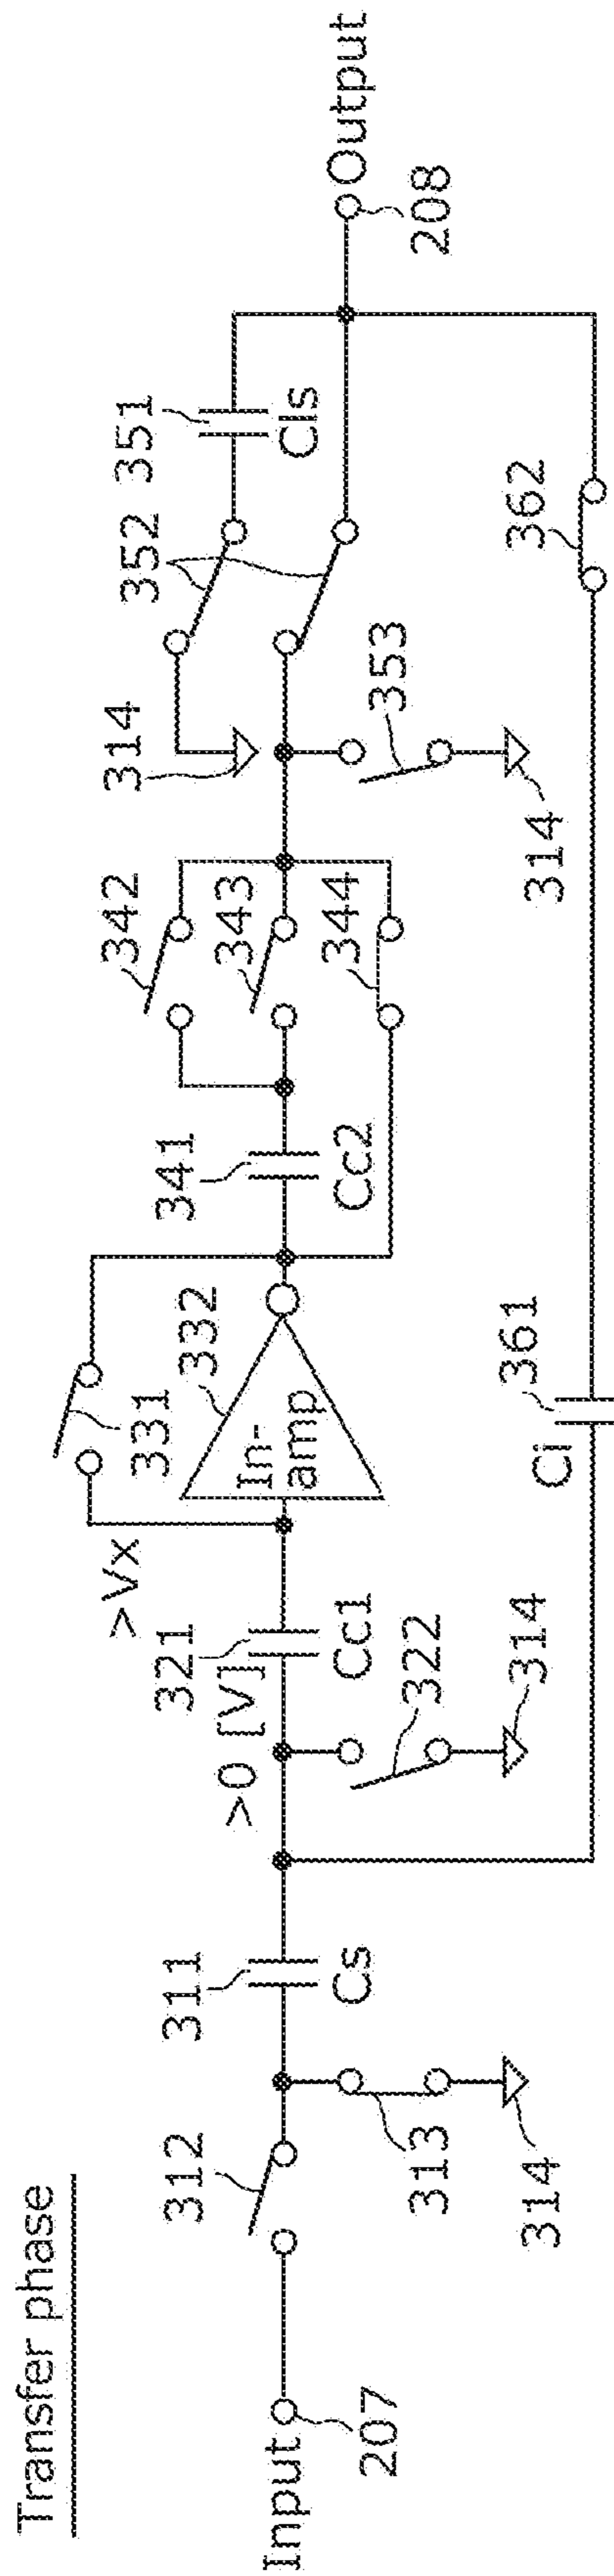 Transfer phase
Input
207
312
313
314
311
Cs
>0 [V]
322
314
321
Cc1
>Vx
331
332
In-
amp
341
Cc2
342
343
344
314
352
353
314
351
Cls
361
Ci
362
Output
208